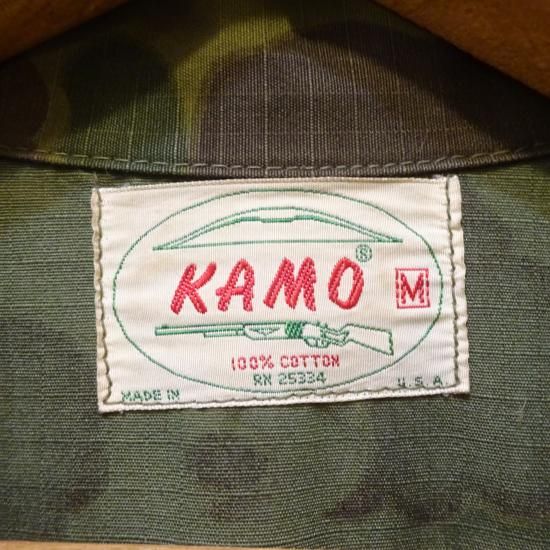 KAMO®
M
100% COTTON
RN 25334
MADE IN U.S.A.